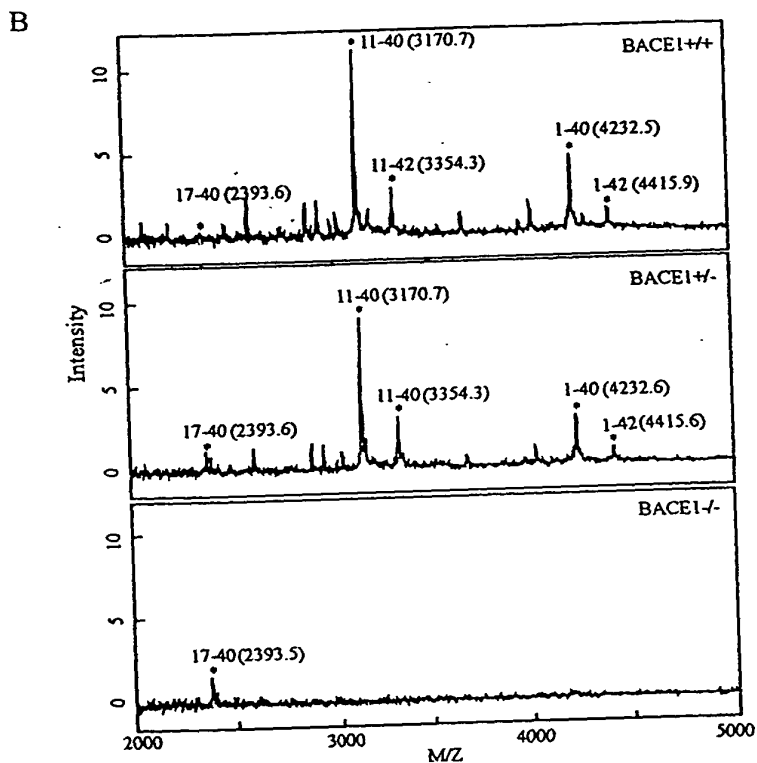 B
11-40 (3170.7)
BACE1+/+
1-40 (4232.5)
11-42 (3354.3)
17-40 (2393.6)
1-42 (4415.9)
10
5
0
11-40 (3170.7)
BACE1+/-
11-40 (3354.3)
1-40 (4232.6)
17-40 (2393.6)
1-42 (4415.6)
10
5
0
Intensity
BACE1-/-
17-40 (2393.5)
10
5
0
2000 3000 4000 5000
M/Z